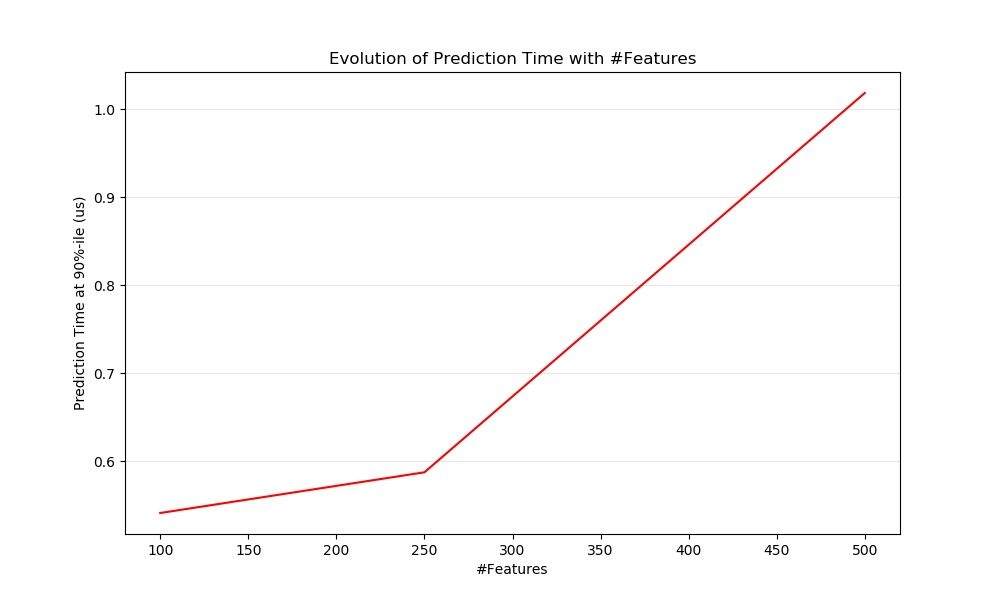 Evolution of Prediction Time with #Features
Prediction Time at 90%-ile (us)
1.0
0.9
0.8
0.7
0.6
100 150 200 250 300 350 400 450 500
#Features